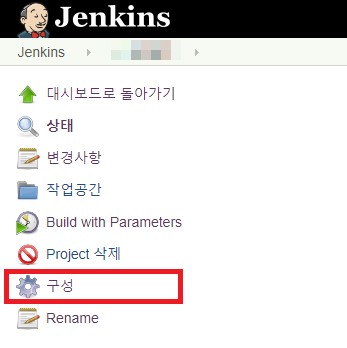 Jenkins
Jenkins
대시보드로 돌아가기
상태
변경사항
작업공간
Build with Parameters
Project 삭제
구성
Rename